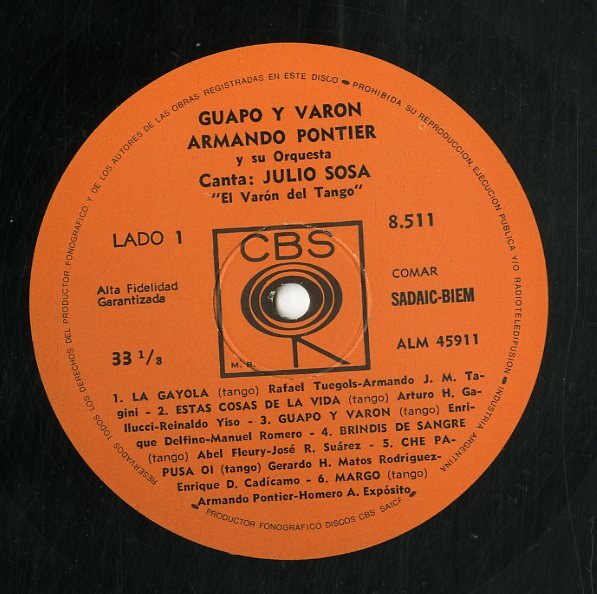 RESERVADOS TODOS LOS DERECHOS DEL PRODUCTOR FONOGRAFICO Y DE LOS AUTORES DE LAS OBRAS REGISTRADAS EN ESTE DISCO • PROHIBIDA SU REPRODUCCION, EJECUCION PUBLICA Y/O RADIOTELEDIFUSION • INDUSTRIA ARGENTINA
GUAPO Y VARON
ARMANDO PONTIER
y su Orquesta
Canta: JULIO SOSA
"El Varón del Tango"
LADO 1
8.511
CBS
Alta Fidelidad
Garantizada
COMAR
SADAIC-BIEM
33 1/3
M. R.
ALM 45911
1. LA GAYOLA (tango) Rafael Tuegols-Armando J. M. Ta-
gini - 2. ESTAS COSAS DE LA VIDA (tango) Arturo H. Ga-
llucci-Reinaldo Yiso - 3. GUAPO Y VARON (tango) Enri-
que Delfino-Manuel Romero - 4. BRINDIS DE SANGRE
(tango) Abel Fleury-José R. Suárez - 5. CHE PA-
PUSA OI (tango) Gerardo H. Matos Rodríguez-
Enrique D. Cadícamo - 6. MARGO (tango)
Armando Pontier-Homero A. Expósito
• PRODUCTOR FONOGRAFICO DISCOS CBS SAICF •